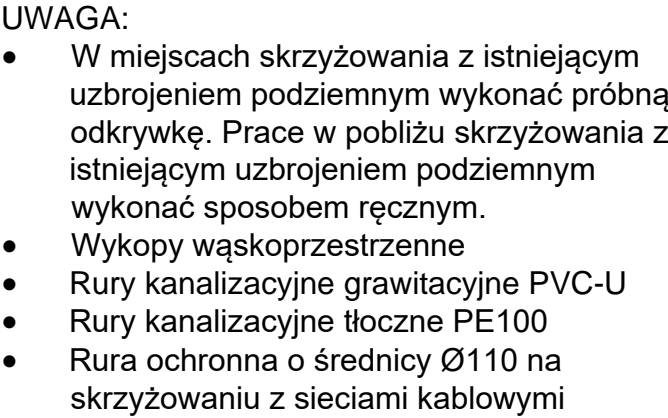 UWAGA:
• W miejscach skrzyżowania z istniejącym
uzbrojeniem podziemnym wykonać próbną
odkrywkę. Prace w pobliżu skrzyżowania z
istniejącym uzbrojeniem podziemnym
wykonać sposobem ręcznym.
• Wykopy wąskoprzestrzenne
• Rury kanalizacyjne grawitacyjne PVC-U
• Rury kanalizacyjne tłoczne PE100
• Rura ochronna o średnicy Ø110 na
skrzyżowaniu z sieciami kablowymi